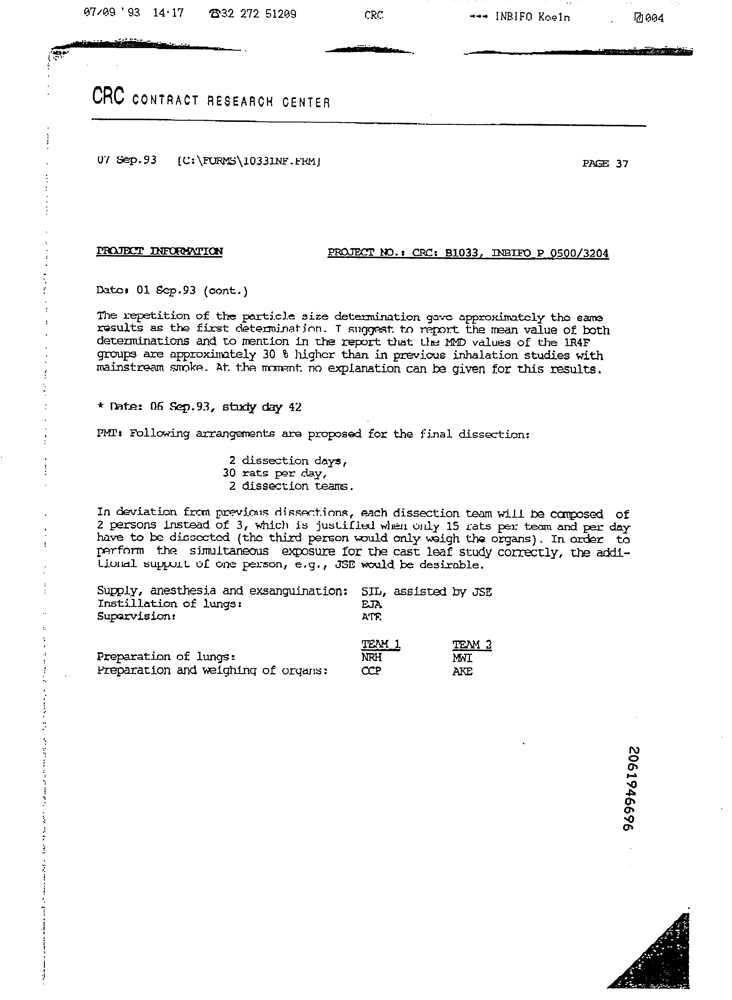 07/09 '93 14·17 ☎32 272 51209 CRC →→→ INBIFO Koeln 004
CRC CONTRACT RESEARCH CENTER
07 Sep.93 [C:\FORMS\10331NF.FRM] PAGE 37
PROJECT INFORMATION PROJECT NO.: CRC: B1033, INBIFO P 0500/3204
Date: 01 Sep.93 (cont.)
The repetition of the particle size determination gave approximately the same
results as the first determination. I suggest to report the mean value of both
determinations and to mention in the report that the MMD values of the 1R4F
groups are approximately 30 % higher than in previous inhalation studies with
mainstream smoke. At the moment no explanation can be given for this results.
* Date: 06 Sep.93, study day 42
PMT: Following arrangements are proposed for the final dissection:
2 dissection days,
30 rats per day,
2 dissection teams.
In deviation from previous dissections, each dissection team will be composed of
2 persons instead of 3, which is justified when only 15 rats per team and per day
have to be dissected (the third person would only weigh the organs). In order to
perform the simultaneous exposure for the cast leaf study correctly, the addi-
tional support of one person, e.g., JSE would be desirable.
Supply, anesthesia and exsanguination: SIL, assisted by JSE
Instillation of lungs: EJA
Supervision: ATR
TEAM 1 TEAM 2
Preparation of lungs: NRH MWI
Preparation and weighing of organs: CCP AKE
2061946696